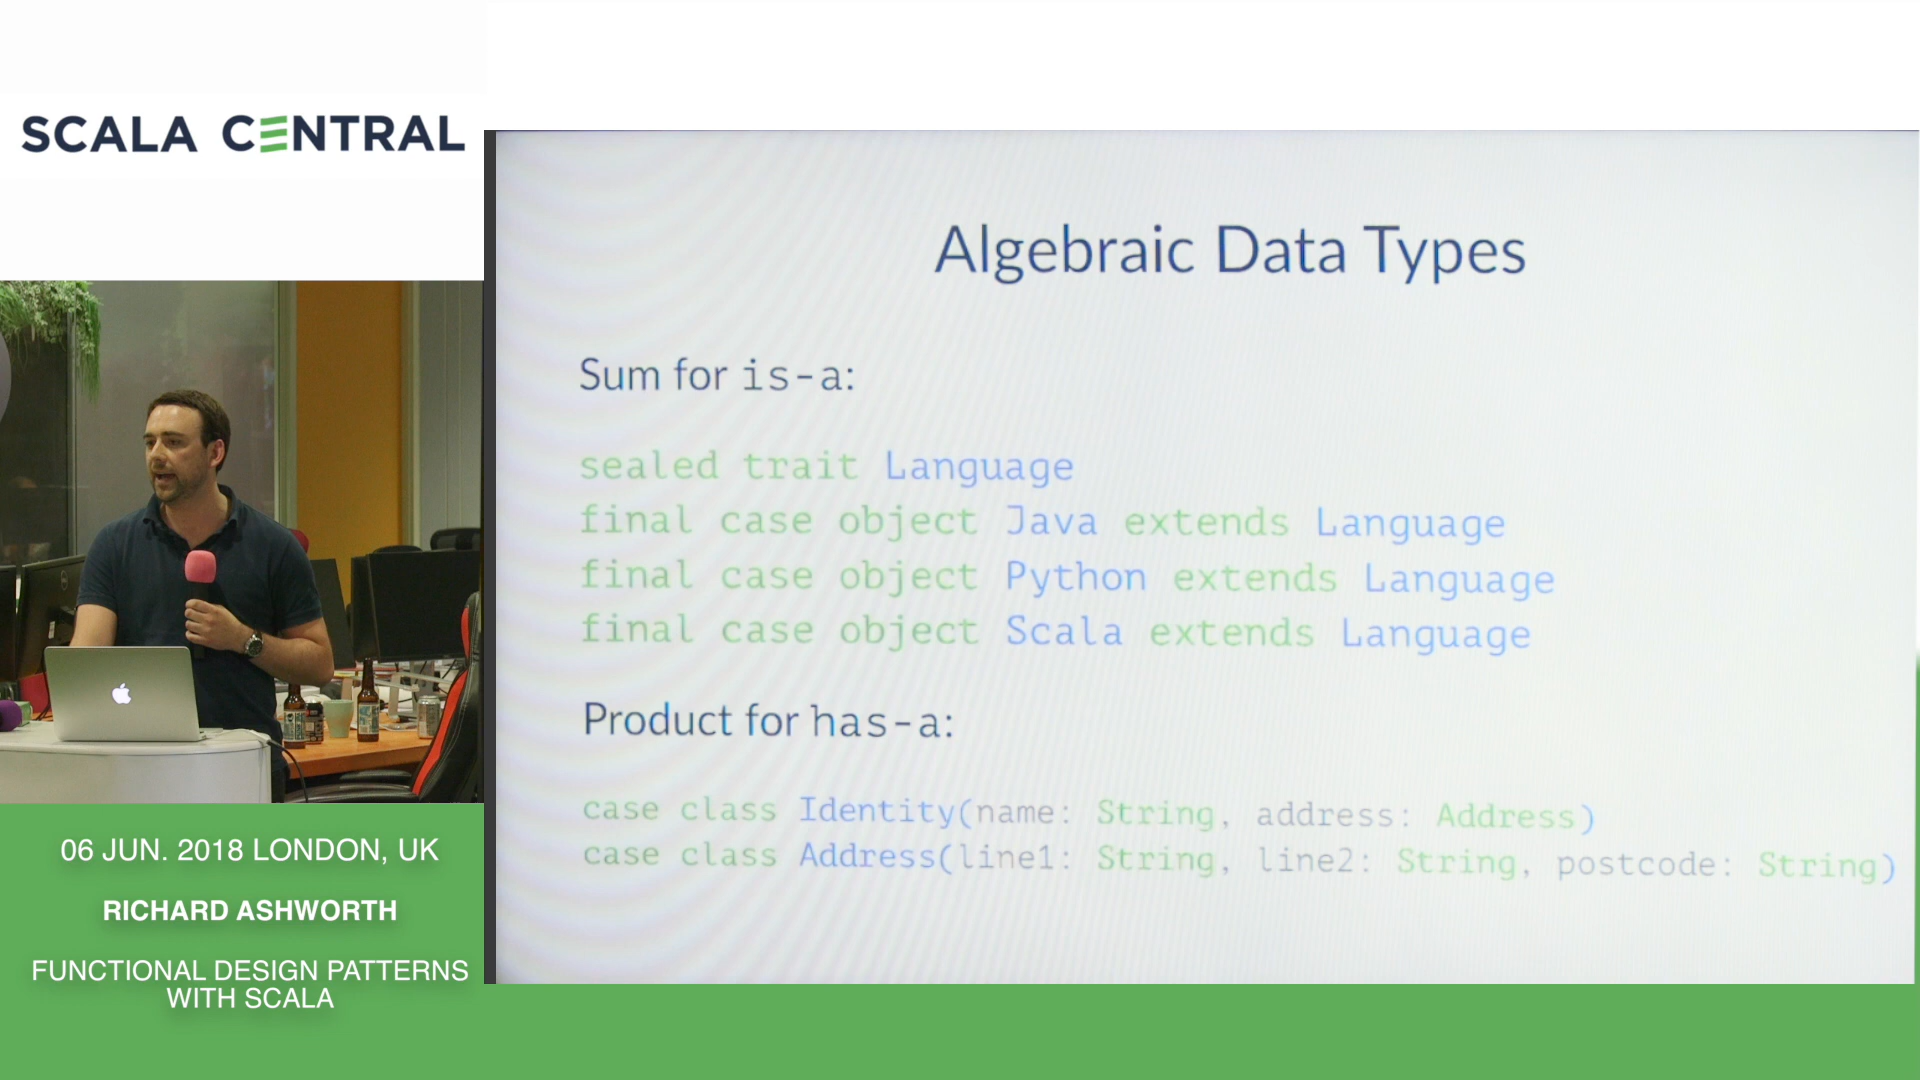 SCALA CENTRAL
Algebraic Data Types
Sum for is-a:
sealed trait Language
final case object Java extends Language
final case object Python extends Language
final case object Scala extends Language
Product for has-a:
case class Identity(name: String, address: Address)
case class Address(line1: String, line2: String, postcode: String)
06 JUN. 2018 LONDON, UK
RICHARD ASHWORTH
FUNCTIONAL DESIGN PATTERNS
WITH SCALA